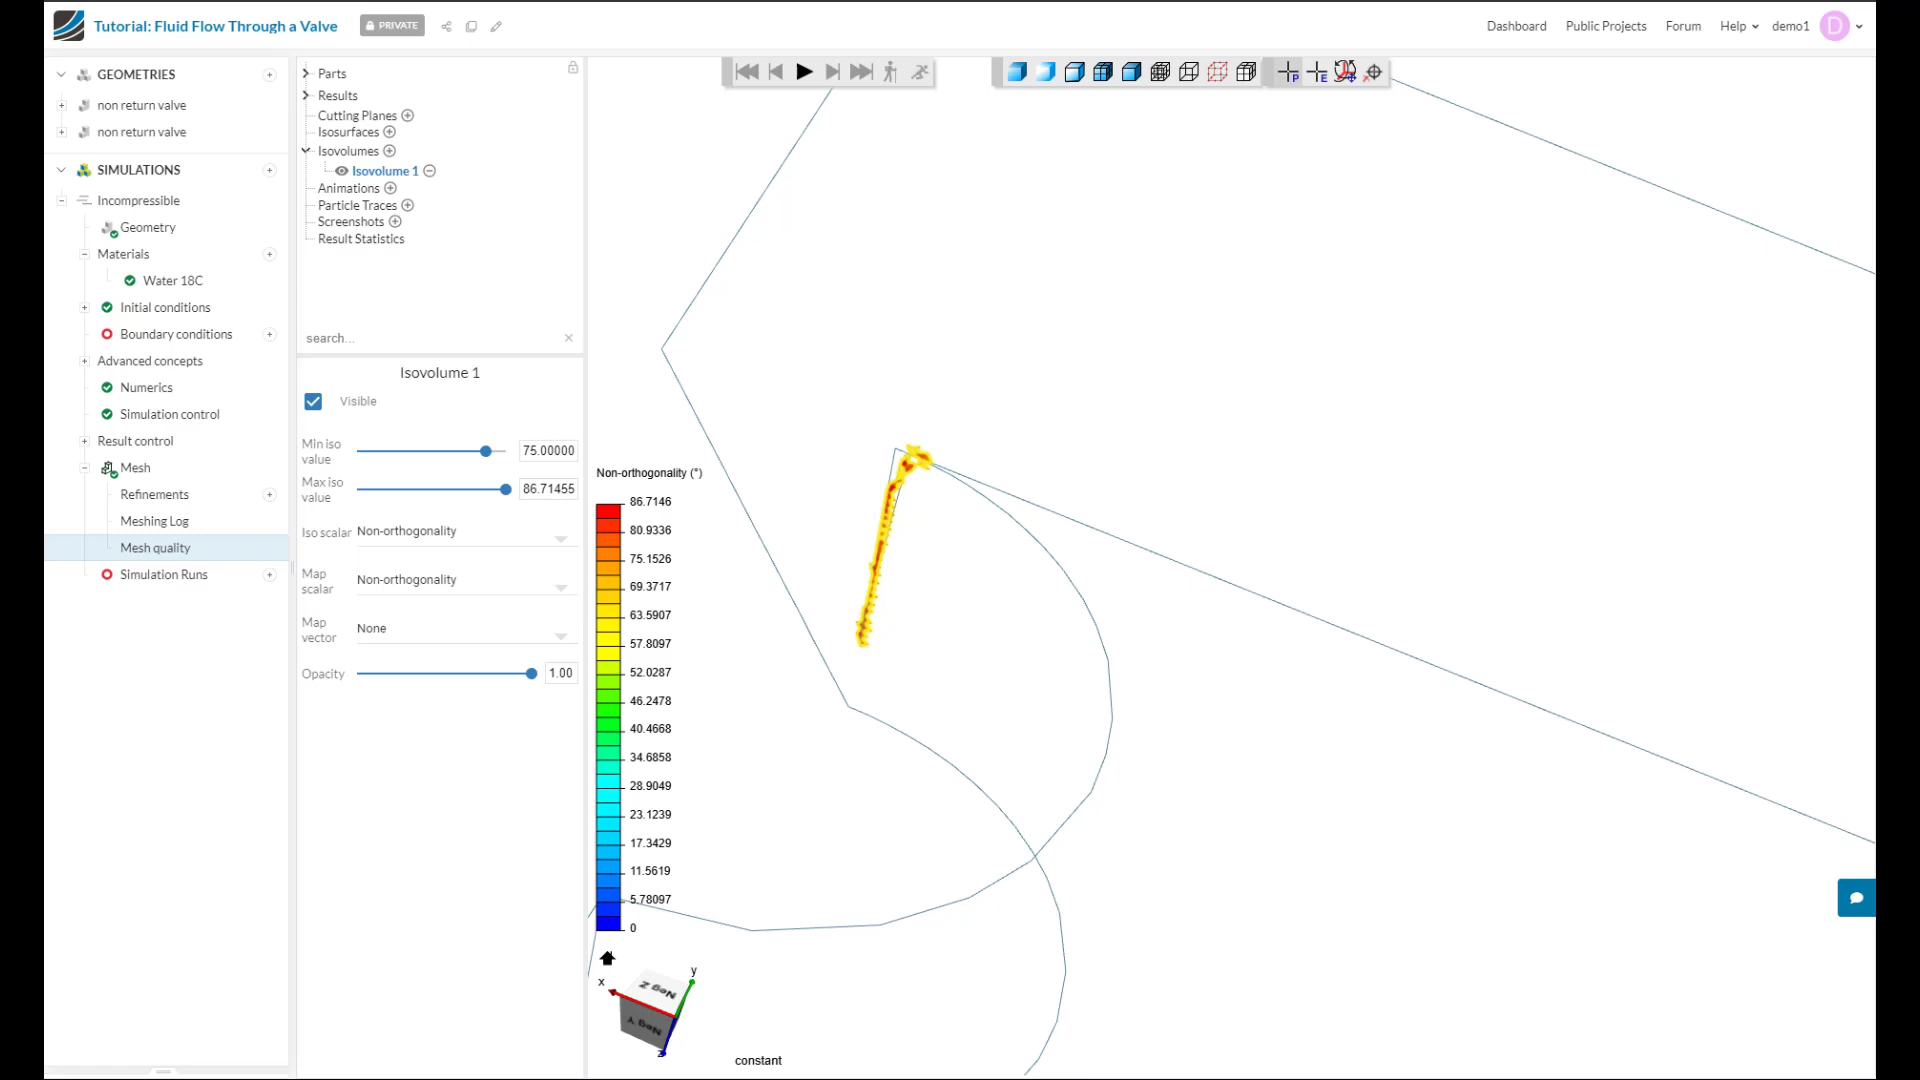 Tutorial: Fluid Flow Through a Valve
PRIVATE
Dashboard
Public Projects
Forum
Help
demo1
D
GEOMETRIES
non return valve
non return valve
SIMULATIONS
Incompressible
Geometry
Materials
Water 18C
Initial conditions
Boundary conditions
Advanced concepts
Numerics
Simulation control
Result control
Mesh
Refinements
Meshing Log
Mesh quality
Simulation Runs
Parts
Results
Cutting Planes
Isosurfaces
Isovolumes
Isovolume 1
Animations
Particle Traces
Screenshots
Result Statistics
search...
Isovolume 1
Visible
Min iso value 75.00000
Max iso value 86.71455
Iso scalar Non-orthogonality
Map scalar Non-orthogonality
Map vector None
Opacity 1.00
P
E
Non-orthogonality (°)
86.7146
80.9336
75.1526
69.3717
63.5907
57.8097
52.0287
46.2478
40.4668
34.6858
28.9049
23.1239
17.3429
11.5619
5.78097
0
x
y
Neg Z
Neg Y
z
constant